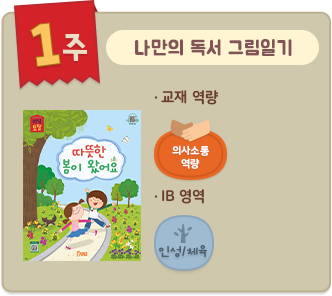 1주
나만의 독서 그림일기
· 교재 역량
따뜻한
봄이 왔어요
의사소통
역량
· IB 영역
인성/체육